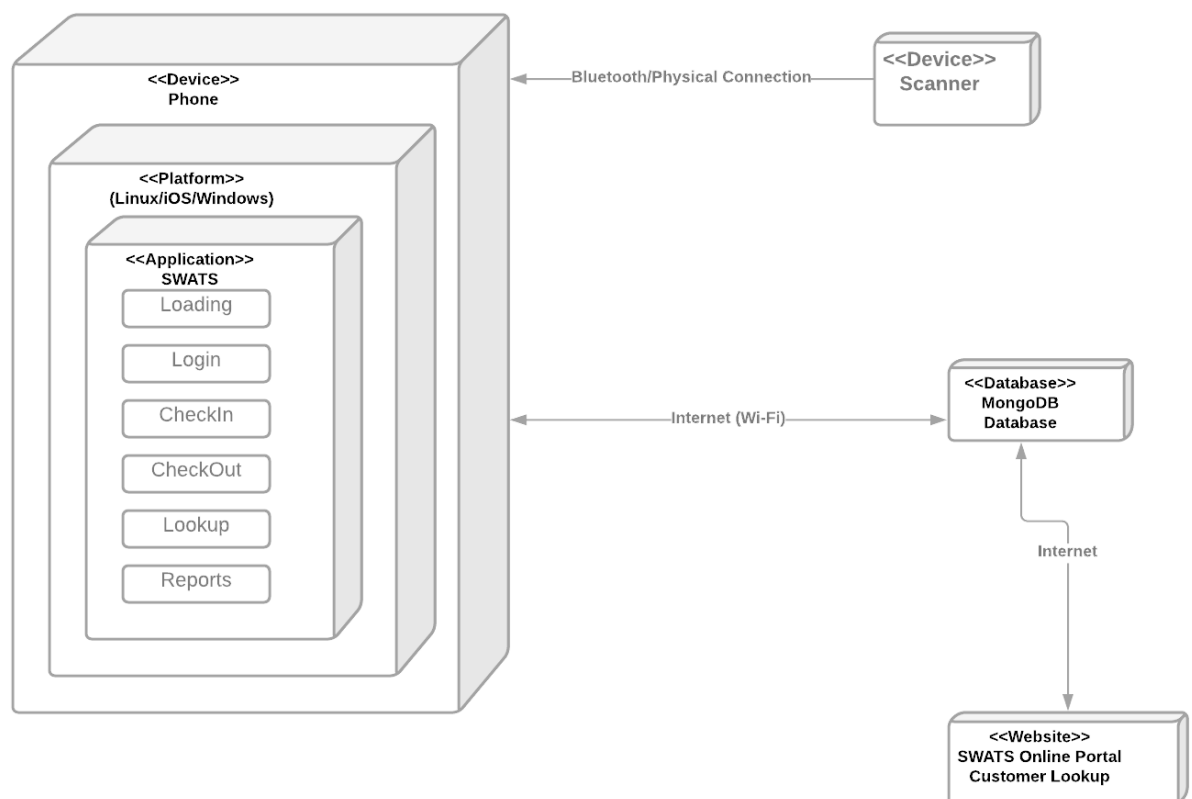 <<Device>>
Phone
<<Platform>>
(Linux/iOS/Windows)
<<Application>>
SWATS
Loading
Login
CheckIn
CheckOut
Lookup
Reports
Bluetooth/Physical Connection
<<Device>>
Scanner
Internet (Wi-Fi)
<<Database>>
MongoDB
Database
Internet
<<Website>>
SWATS Online Portal
Customer Lookup